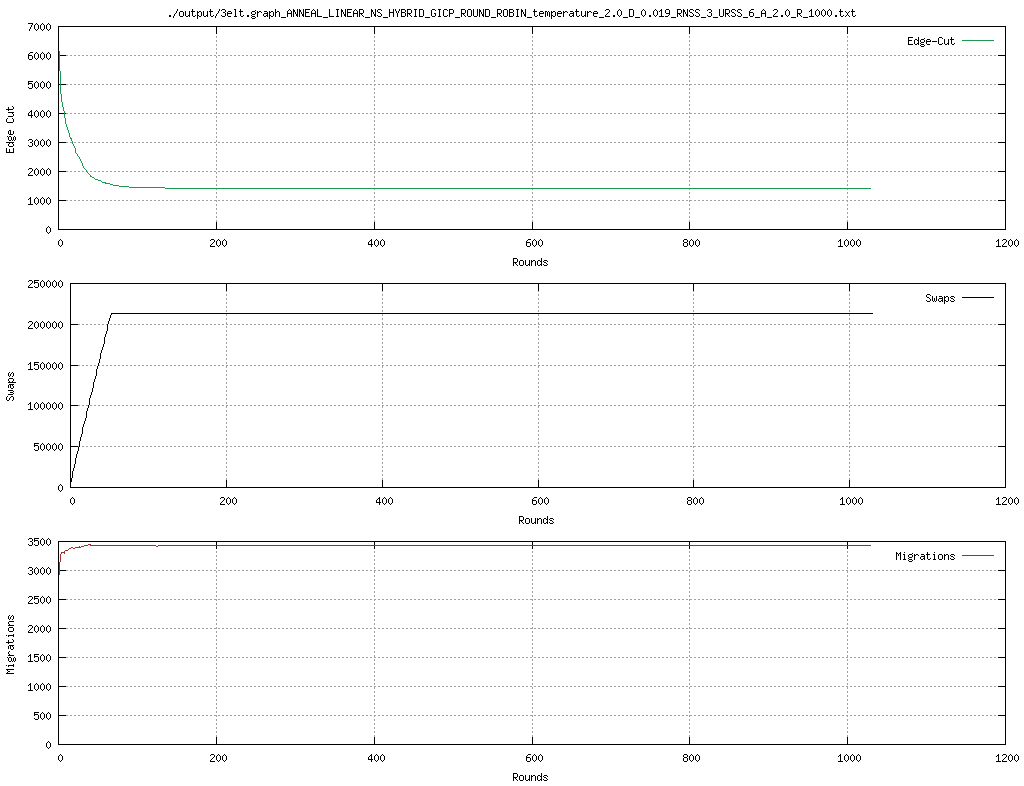 ./output/3elt.graph_ANNEAL_LINEAR_NS_HYBRID_GICP_ROUND_ROBIN_temperature_2.0_D_0.019_RNSS_3_URSS_6_A_2.0_R_1000.txt
7000
6000
5000
4000
3000
2000
1000
0
Edge Cut
Edge-Cut
0 200 400 600 800 1000 1200
Rounds
250000
200000
150000
100000
50000
0
Swaps
Swaps
0 200 400 600 800 1000 1200
Rounds
3500
3000
2500
2000
1500
1000
500
0
Migrations
Migrations
0 200 400 600 800 1000 1200
Rounds